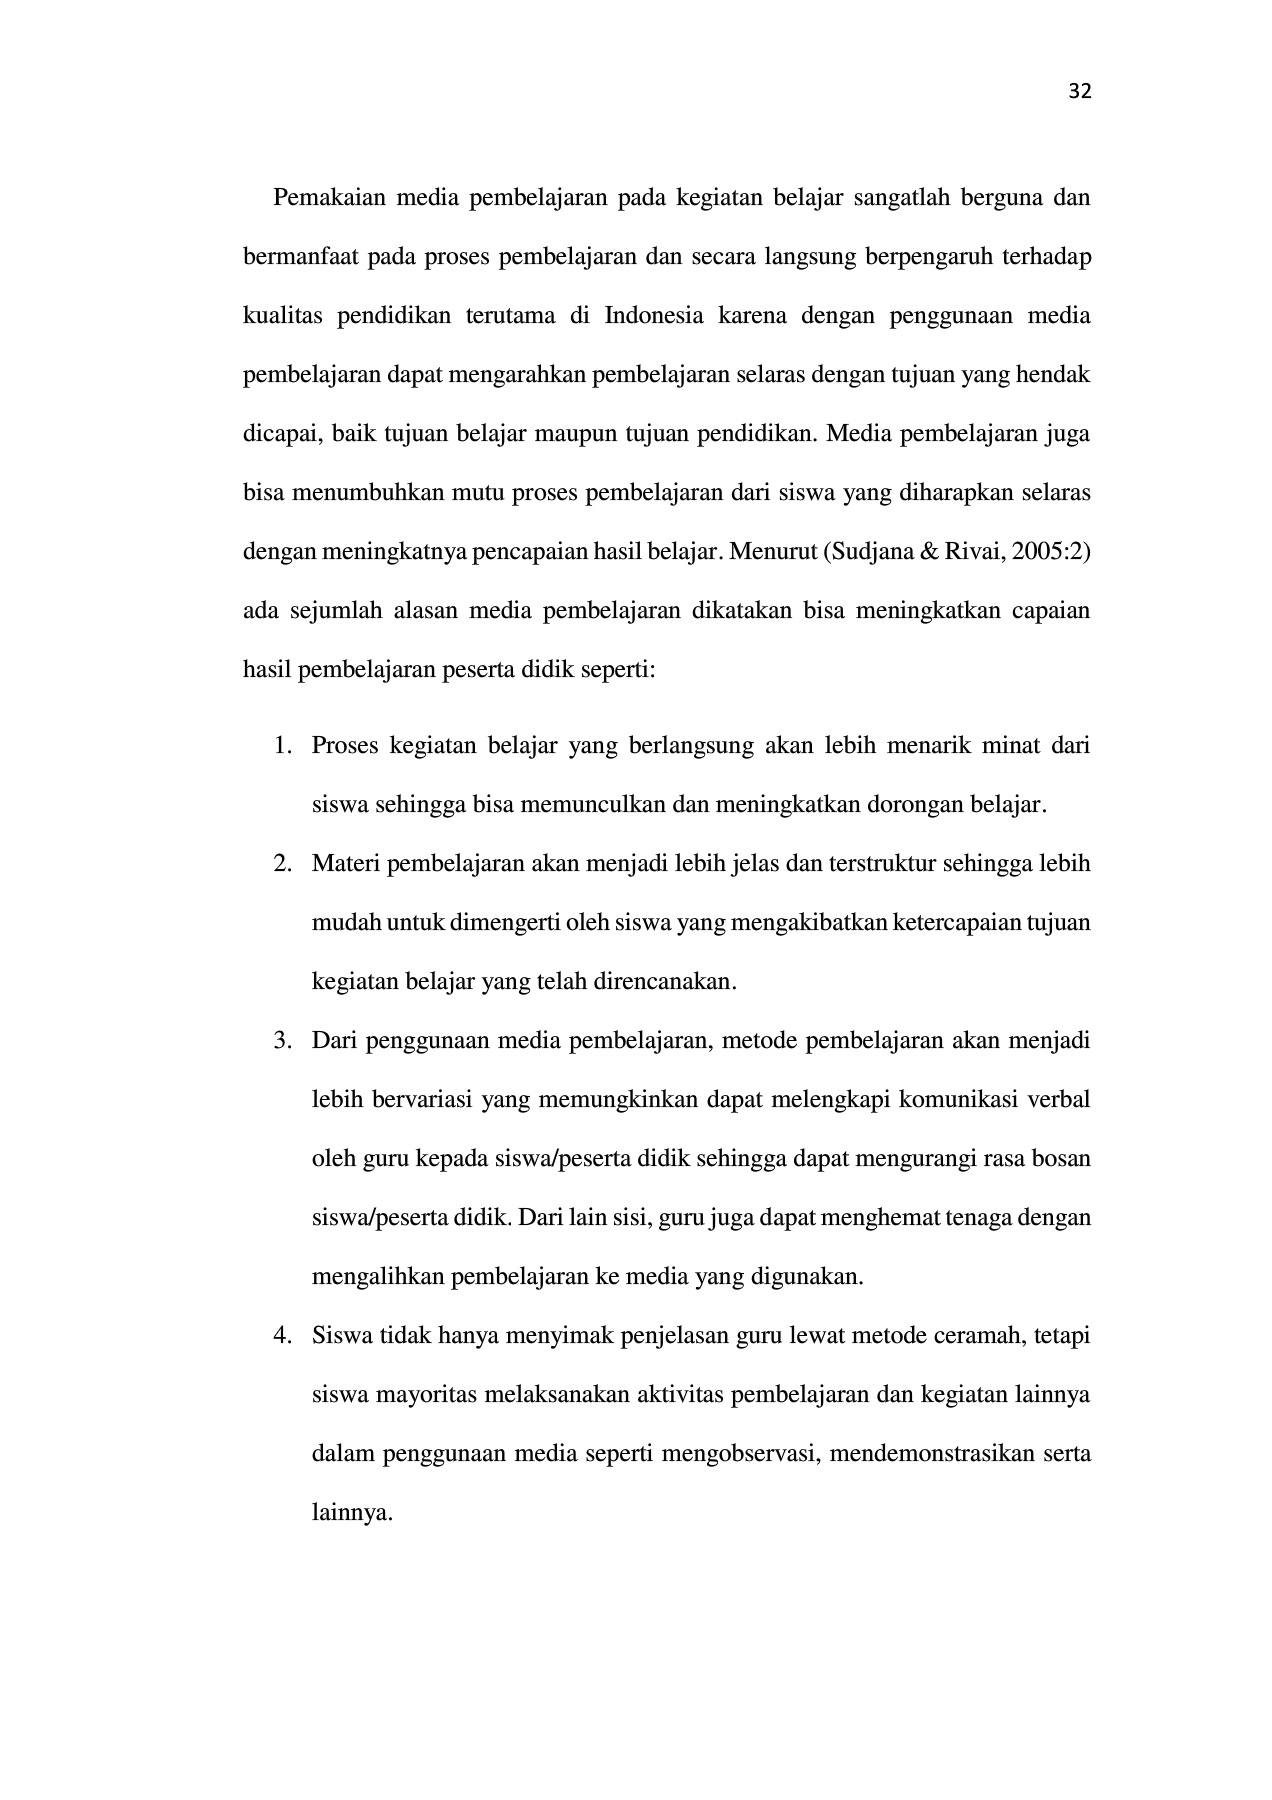 32
Pemakaian media pembelajaran pada kegiatan belajar sangatlah berguna dan
bermanfaat pada proses pembelajaran dan secara langsung berpengaruh terhadap
kualitas pendidikan terutama di Indonesia karena dengan penggunaan media
pembelajaran dapat mengarahkan pembelajaran selaras dengan tujuan yang hendak
dicapai, baik tujuan belajar maupun tujuan pendidikan. Media pembelajaran juga
bisa menumbuhkan mutu proses pembelajaran dari siswa yang diharapkan selaras
dengan meningkatnya pencapaian hasil belajar. Menurut (Sudjana & Rivai, 2005:2)
ada sejumlah alasan media pembelajaran dikatakan bisa meningkatkan capaian
hasil pembelajaran peserta didik seperti:
1. Proses kegiatan belajar yang berlangsung akan lebih menarik minat dari
siswa sehingga bisa memunculkan dan meningkatkan dorongan belajar.
2. Materi pembelajaran akan menjadi lebih jelas dan terstruktur sehingga lebih
mudah untuk dimengerti oleh siswa yang mengakibatkan ketercapaian tujuan
kegiatan belajar yang telah direncanakan.
3. Dari penggunaan media pembelajaran, metode pembelajaran akan menjadi
lebih bervariasi yang memungkinkan dapat melengkapi komunikasi verbal
oleh guru kepada siswa/peserta didik sehingga dapat mengurangi rasa bosan
siswa/peserta didik. Dari lain sisi, guru juga dapat menghemat tenaga dengan
mengalihkan pembelajaran ke media yang digunakan.
4. Siswa tidak hanya menyimak penjelasan guru lewat metode ceramah, tetapi
siswa mayoritas melaksanakan aktivitas pembelajaran dan kegiatan lainnya
dalam penggunaan media seperti mengobservasi, mendemonstrasikan serta
lainnya.